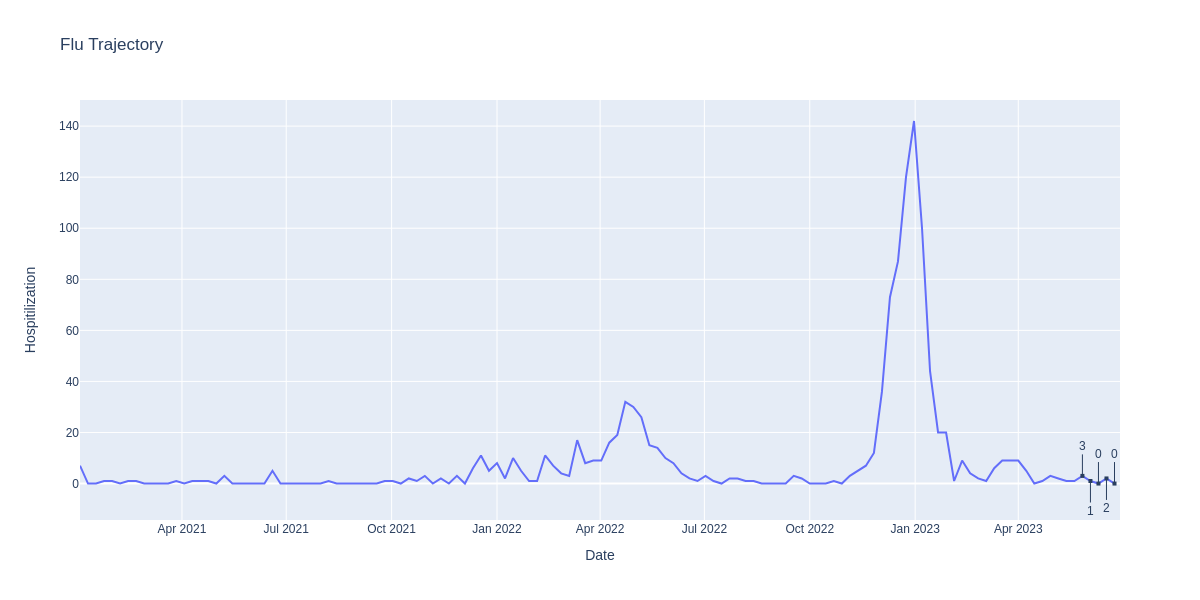 Flu Trajectory
Hospitilization
140
120
100
80
60
40
20
0
3
0
0
1
2
Apr 2021
Jul 2021
Oct 2021
Jan 2022
Apr 2022
Jul 2022
Oct 2022
Jan 2023
Apr 2023
Date